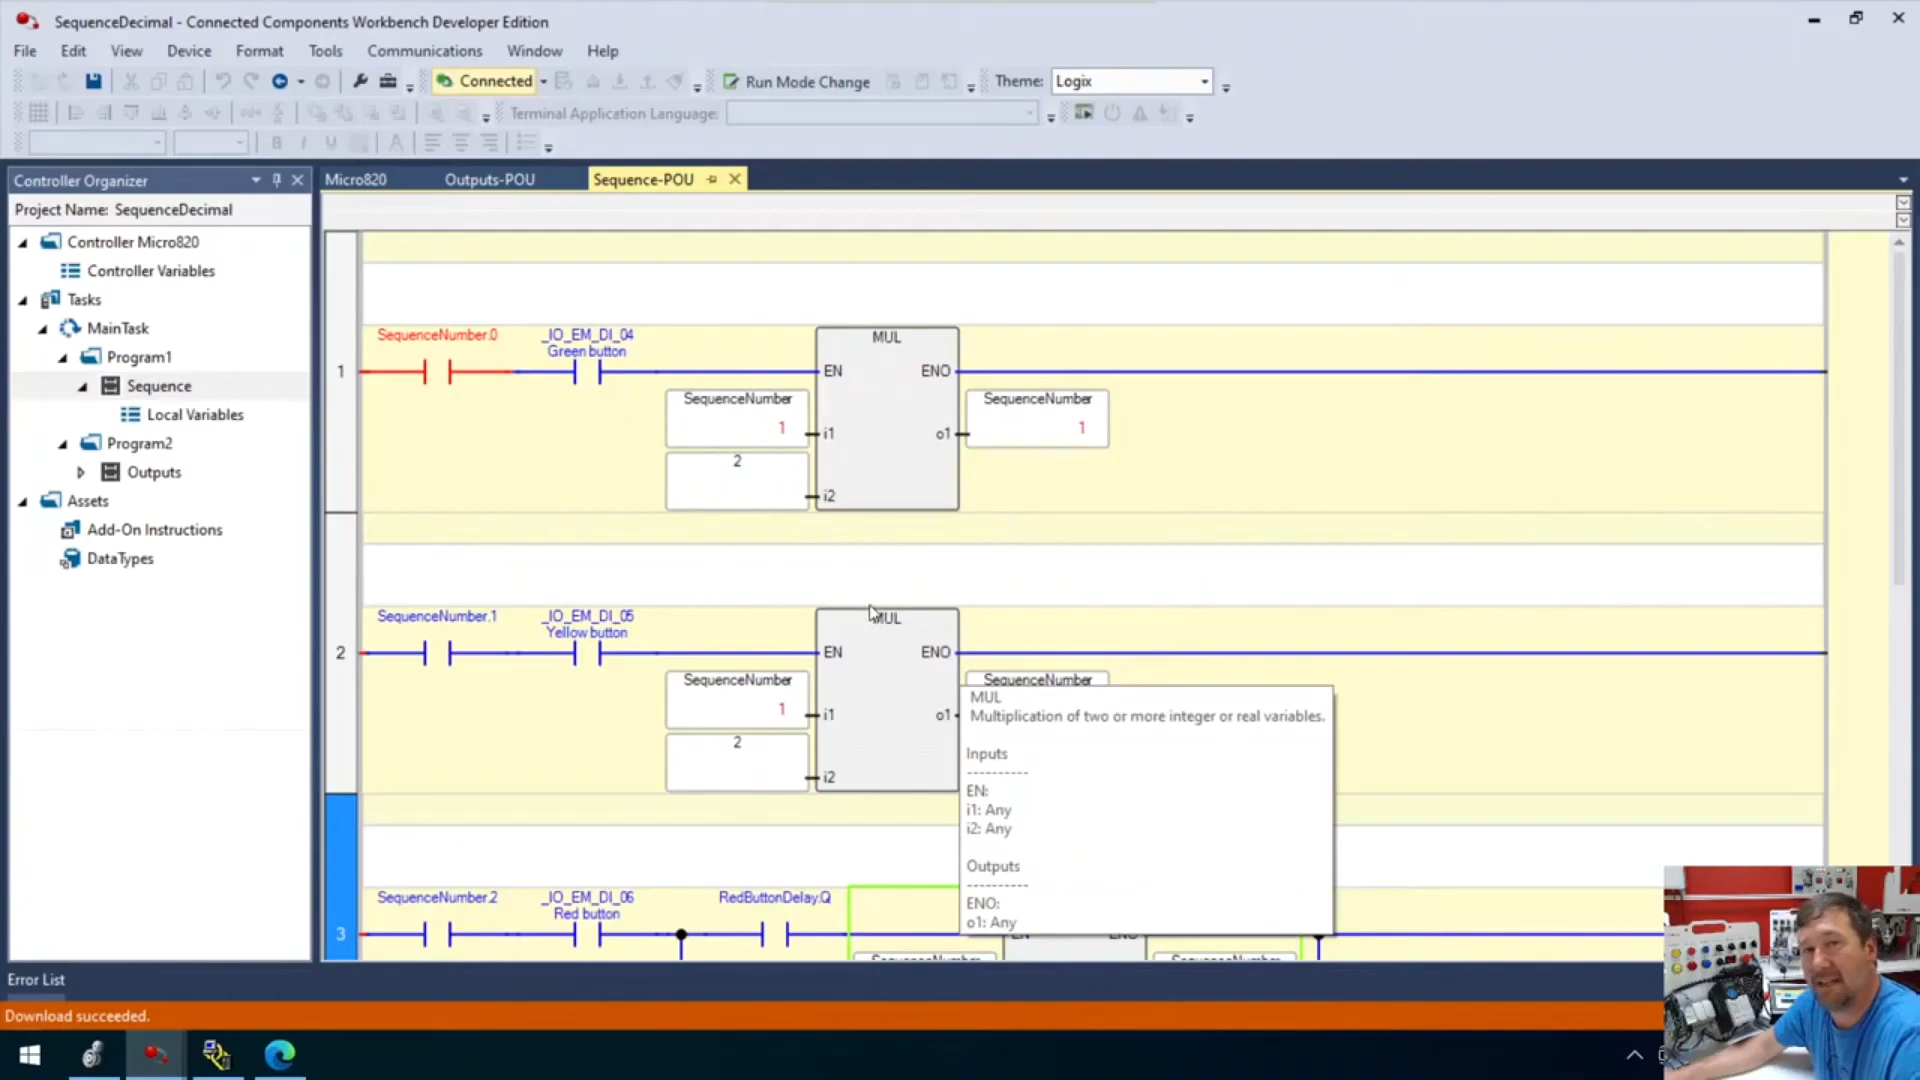 SequenceDecimal - Connected Components Workbench Developer Edition
File Edit View Device Format Tools Communications Window Help
Connected Run Mode Change Theme: Logix
Terminal Application Language:
B I U A
Controller Organizer
Project Name: SequenceDecimal
Controller Micro820
Controller Variables
Tasks
MainTask
Program1
Sequence
Local Variables
Program2
Outputs
Assets
Add-On Instructions
DataTypes
Micro820 Outputs-POU Sequence-POU
1
SequenceNumber.0
_IO_EM_DI_04
Green button
MUL
EN ENO
SequenceNumber
1
i1
2
i2
o1
SequenceNumber
1
2
SequenceNumber.1
_IO_EM_DI_05
Yellow button
MUL
EN ENO
SequenceNumber
1
i1
2
i2
o1
SequenceNumber
MUL
Multiplication of two or more integer or real variables.
Inputs
----------
EN:
i1: Any
i2: Any
Outputs
----------
ENO:
o1: Any
3
SequenceNumber.2
_IO_EM_DI_06
Red button
RedButtonDelay.Q
Error List
Download succeeded.